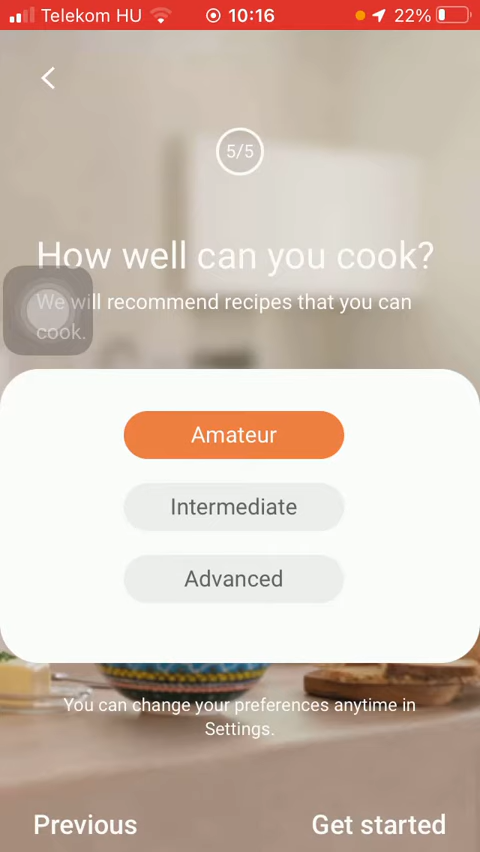 Telekom HU 10:16 22%
5/5
How well can you cook?
We will recommend recipes that you can
cook.
Amateur
Intermediate
Advanced
You can change your preferences anytime in
Settings.
Previous Get started